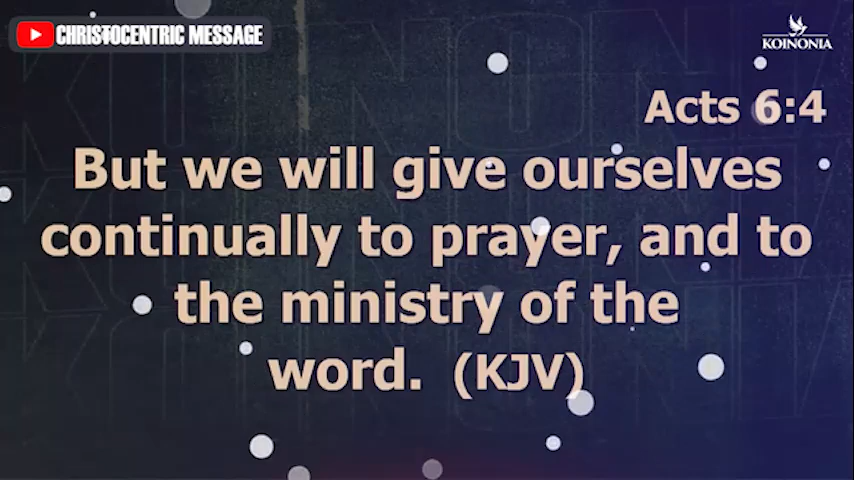 CHRISTOCENTRIC MESSAGE
KOINONIA
Acts 6:4
But we will give ourselves
continually to prayer, and to
the ministry of the
word. (KJV)